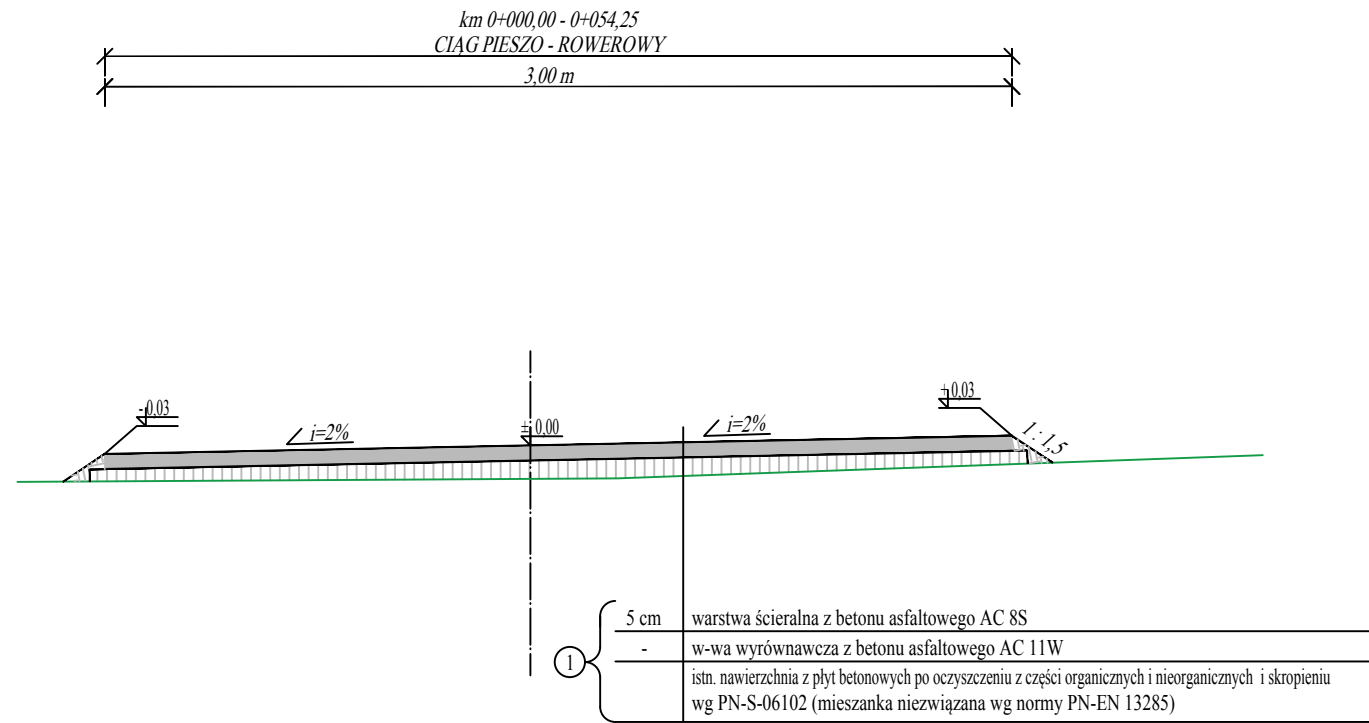 km 0+000,00 - 0+054,25
CIĄG PIESZO - ROWEROWY
3,00 m
- 0,03
i=2%
± 0,00
i=2%
+ 0,03
1 : 1,5
1
5 cm warstwa ścieralna z betonu asfaltowego AC 8S
- w-wa wyrównawcza z betonu asfaltowego AC 11W
istn. nawierzchnia z płyt betonowych po oczyszczeniu z części organicznych i nieorganicznych i skropieniu
wg PN-S-06102 (mieszanka niezwiązana wg normy PN-EN 13285)